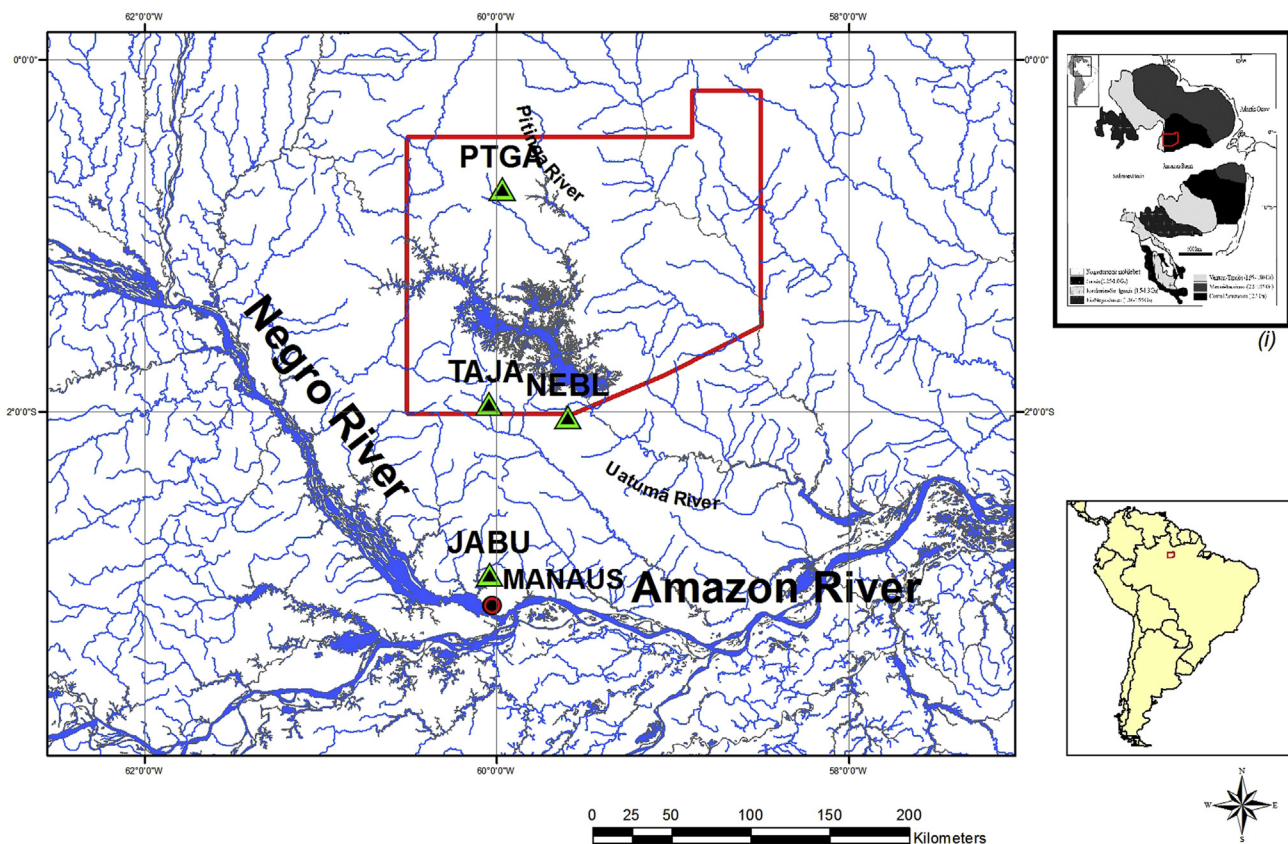 62°0'0"W
60°0'0"W
58°0'0"W
0°0'0"
0°0'0"
Pitinga River
PTGA
TAJA
NEBL
2°0'0"S
2°0'0"S
Negro River
Uatumã River
JABU
MANAUS
Amazon River
62°0'0"W
60°0'0"W
58°0'0"W
0 25 50 100 150 200
Kilometers
(i)
N
W E
S